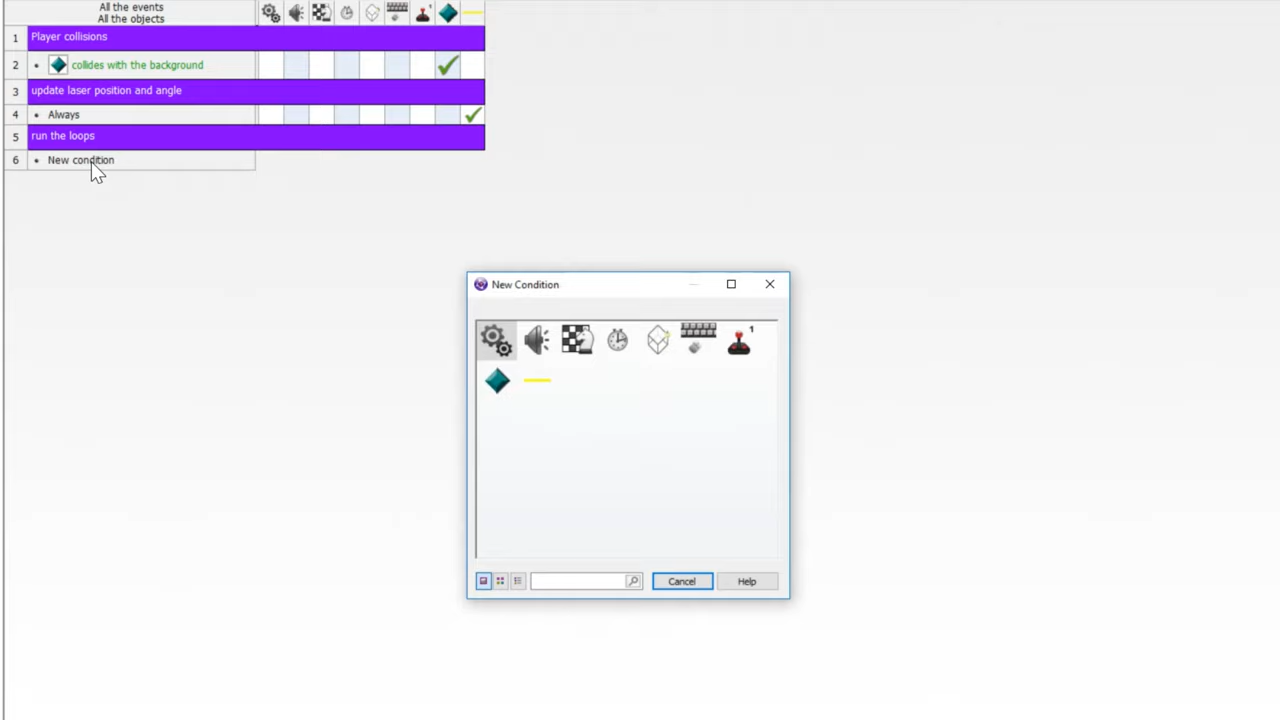 All the events
All the objects
1 Player collisions
2 • collides with the background
3 update laser position and angle
4 • Always
5 run the loops
6 • New condition
New Condition
1
Cancel Help